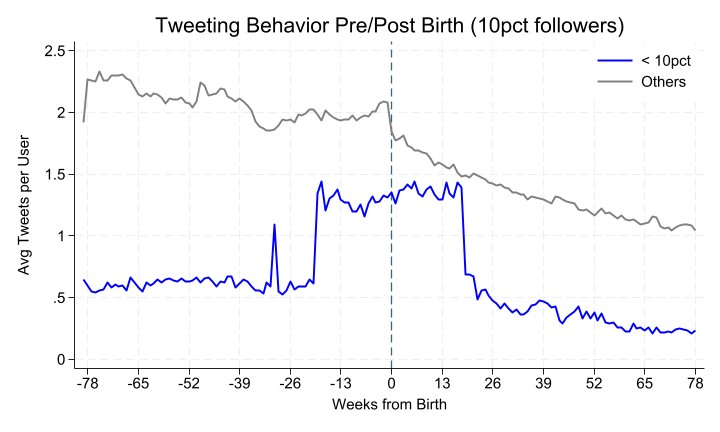 Tweeting Behavior Pre/Post Birth (10pct followers)
< 10pct
Others
Avg Tweets per User
2.5
2
1.5
1
.5
0
-78 -65 -52 -39 -26 -13 0 13 26 39 52 65 78
Weeks from Birth